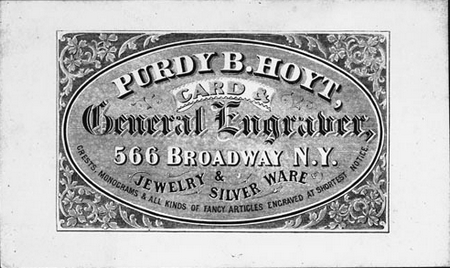 PURDY B. HOYT,
CARD &
General Engraver,
566 BROADWAY N.Y.
JEWELRY & SILVER WARE
CRESTS, MONOGRAMS & ALL KINDS OF FANCY ARTICLES ENGRAVED AT SHORTEST NOTICE.